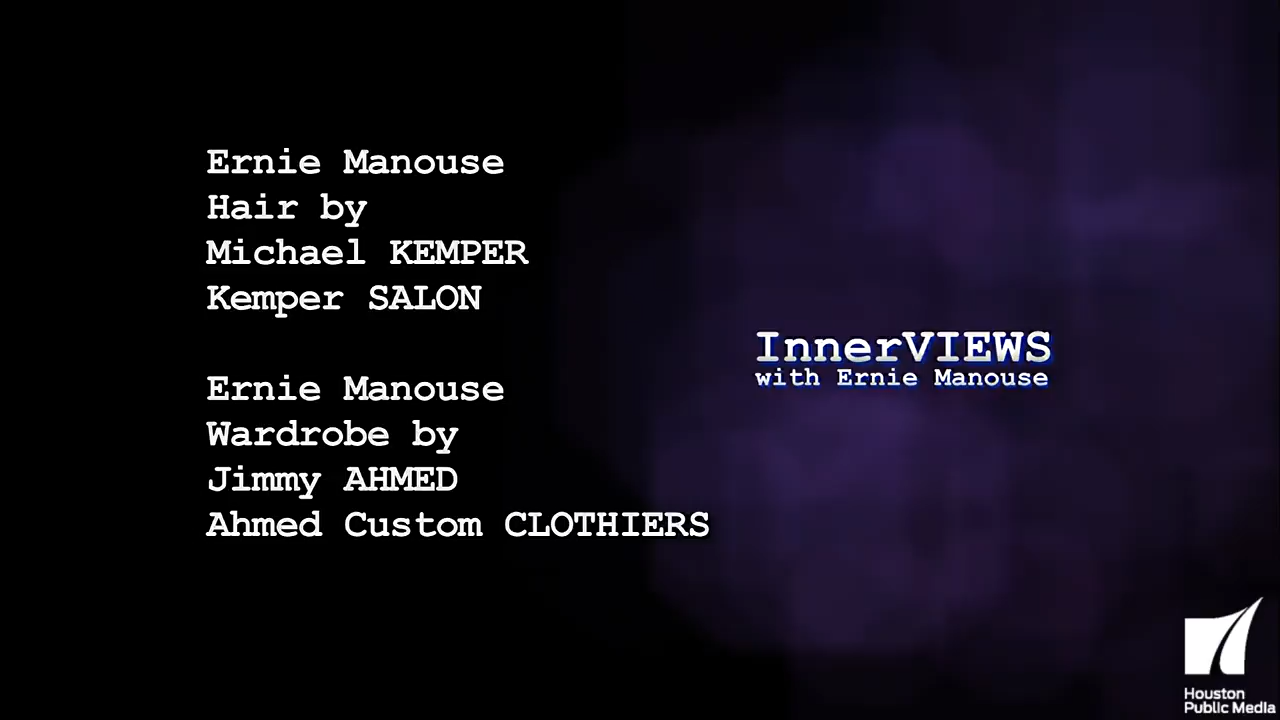 Ernie Manouse
Hair by
Michael KEMPER
Kemper SALON
Ernie Manouse
Wardrobe by
Jimmy AHMED
Ahmed Custom CLOTHIERS
InnerVIEWS
with Ernie Manouse
Houston
Public Media